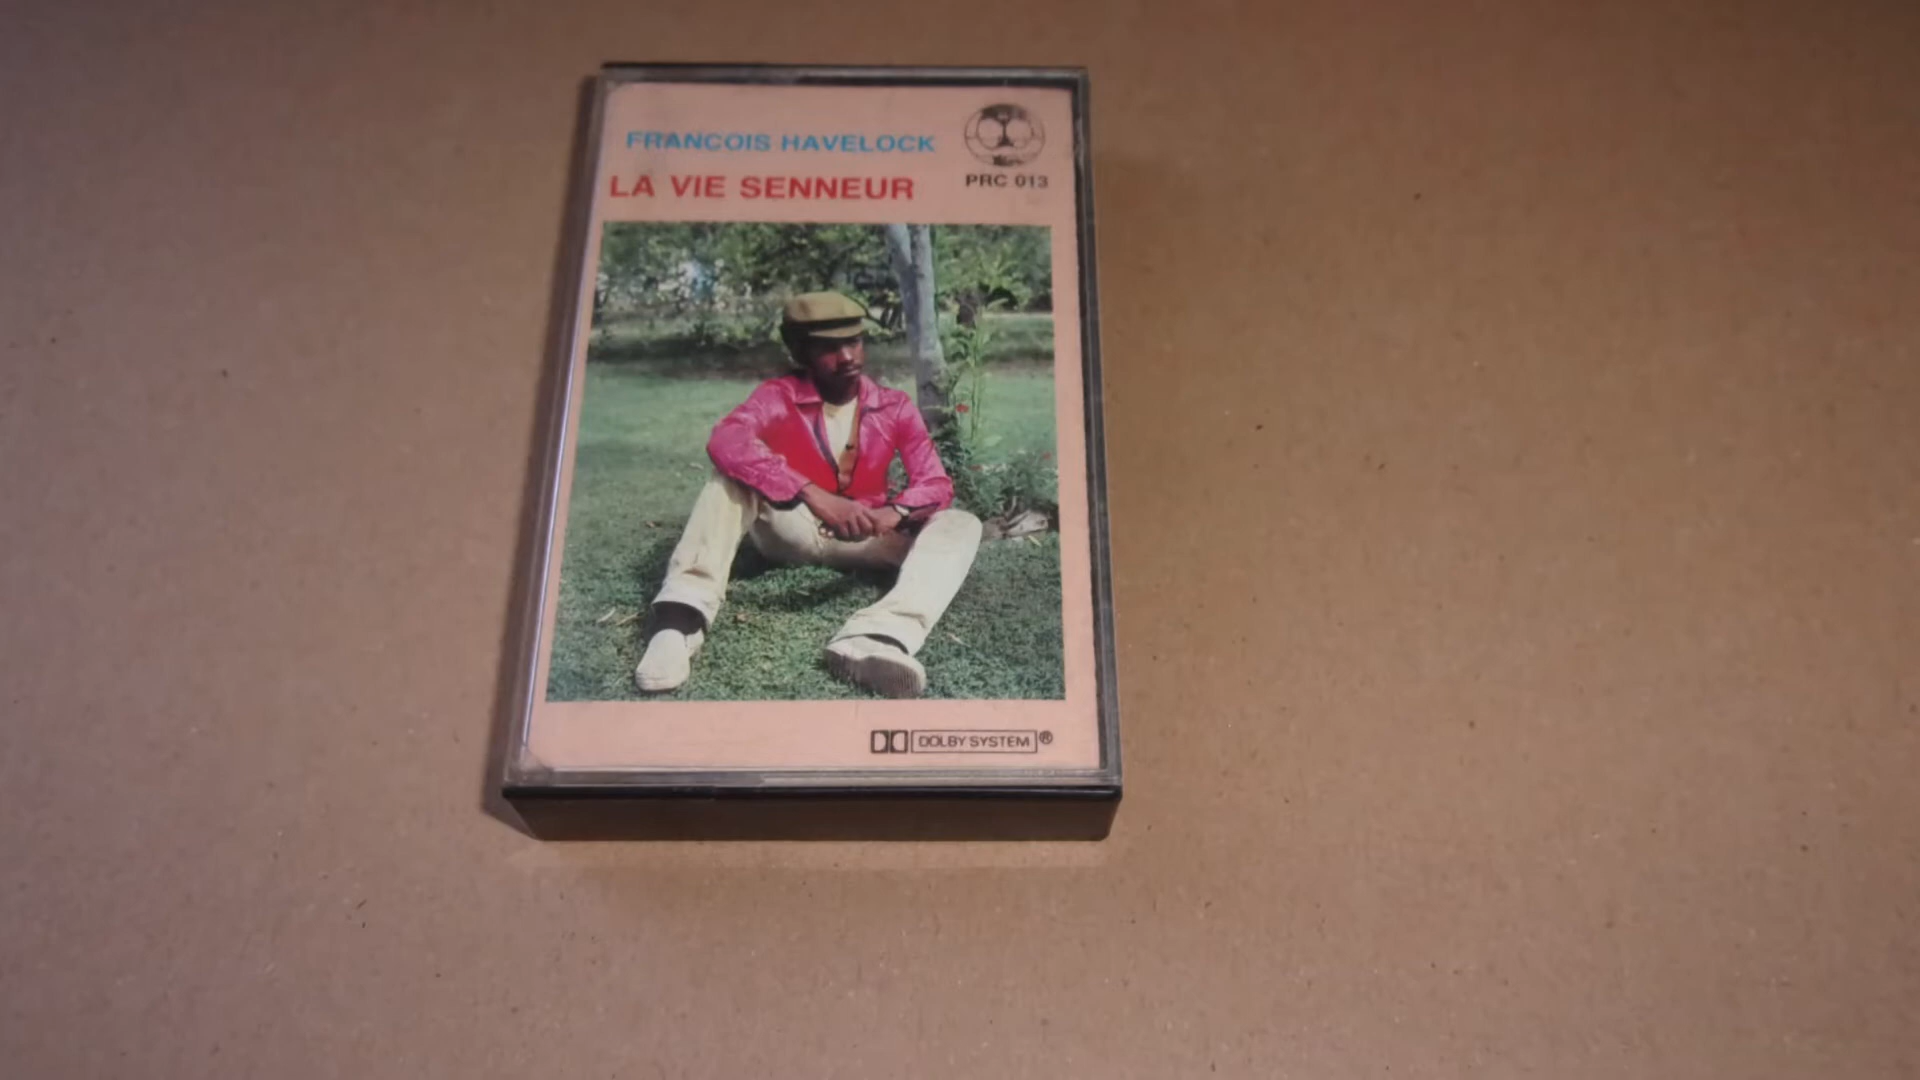 FRANCOIS HAVELOCK
LA VIE SENNEUR
PRC 013
DOLBY SYSTEM®